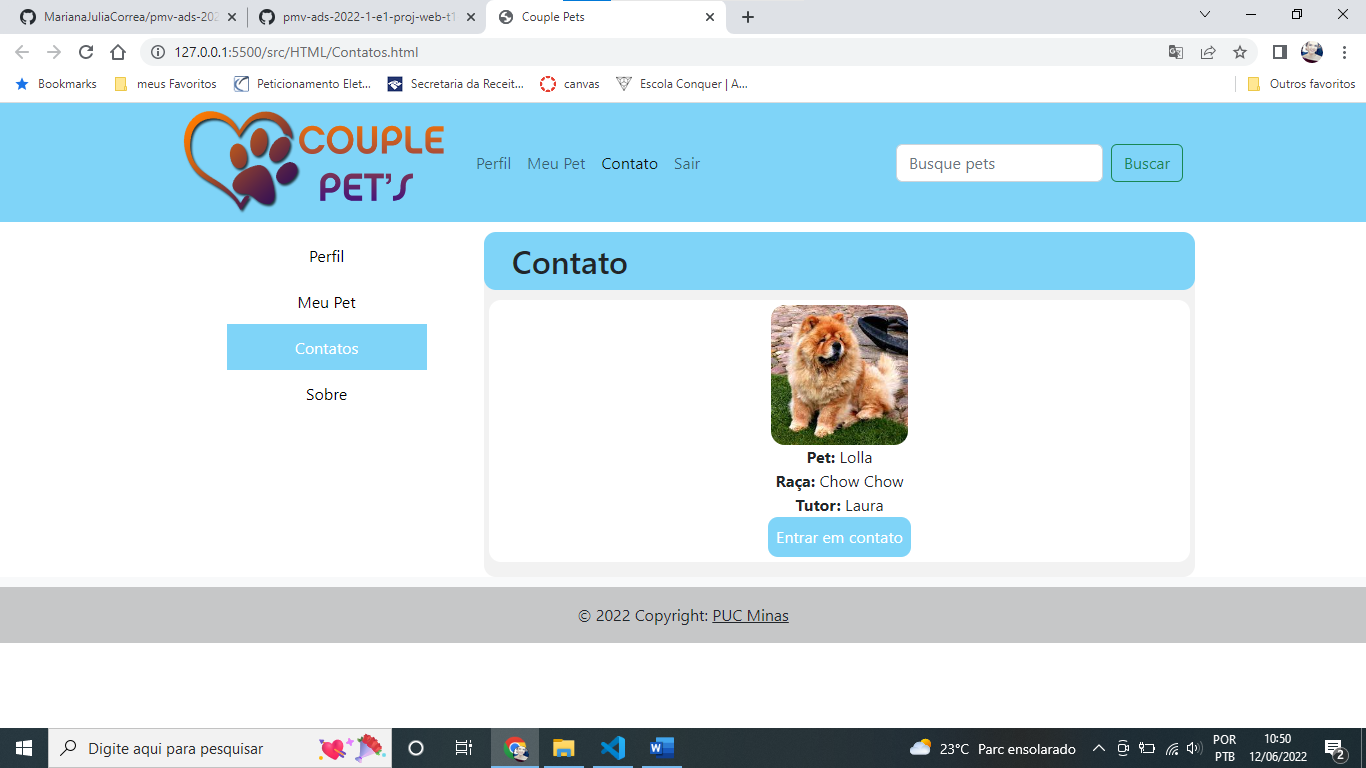 MarianaJuliaCorrea/pmv-ads-202
pmv-ads-2022-1-e1-proj-web-t1
Couple Pets
127.0.0.1:5500/src/HTML/Contatos.html
Bookmarks
meus Favoritos
Peticionamento Elet...
Secretaria da Receit...
canvas
Escola Conquer | A...
Outros favoritos
COUPLE
PET'S
Perfil
Meu Pet
Contato
Sair
Busque pets
Buscar
Perfil
Meu Pet
Contatos
Sobre
Contato
Pet: Lolla
Raça: Chow Chow
Tutor: Laura
Entrar em contato
© 2022 Copyright: PUC Minas
Digite aqui para pesquisar
23°C Parc ensolarado
POR
PTB
10:50
12/06/2022
2